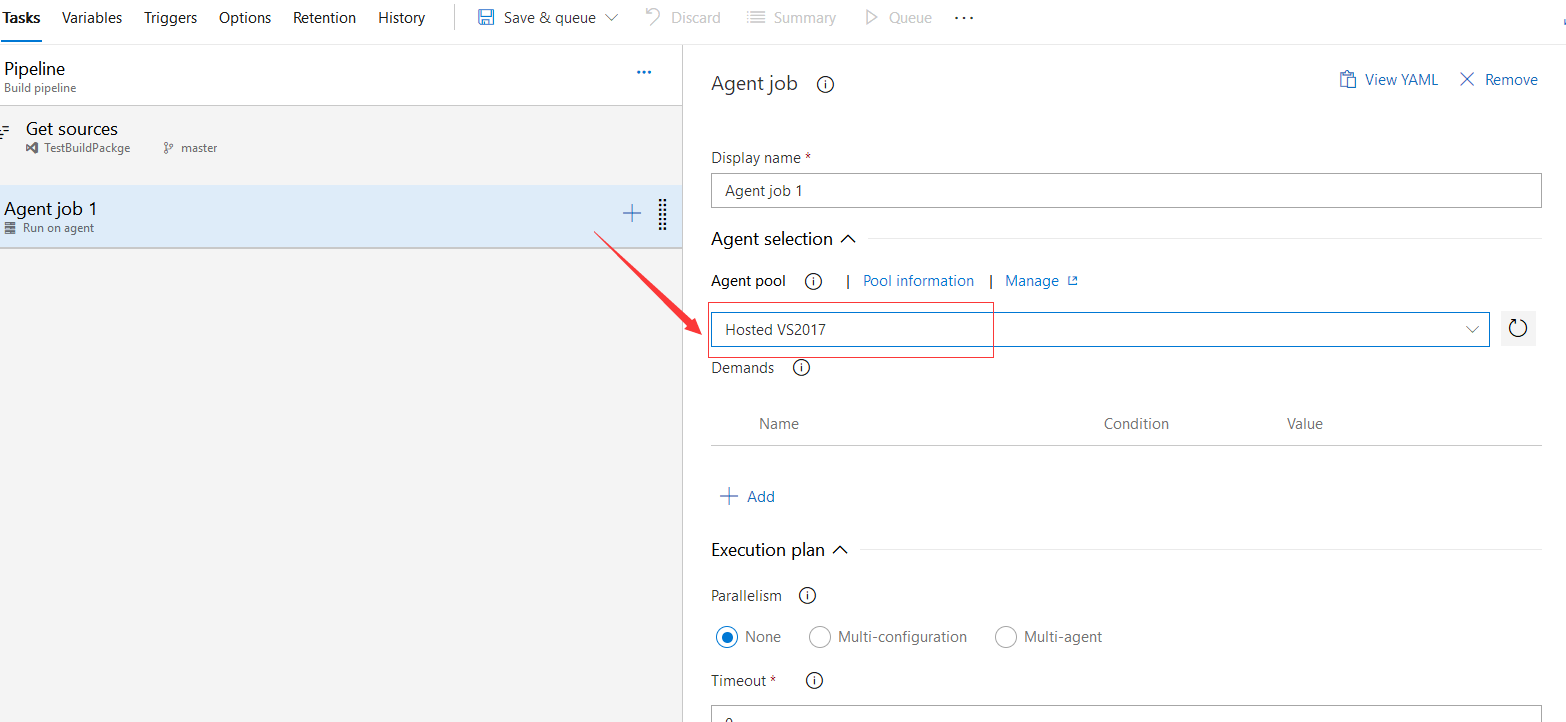 Tasks Variables Triggers Options Retention History Save & queue Discard Summary Queue ...
Pipeline
Build pipeline
Get sources
TestBuildPackge master
Agent job 1
Run on agent
Agent job
View YAML Remove
Display name *
Agent job 1
Agent selection
Agent pool | Pool information | Manage
Hosted VS2017
Demands
Name Condition Value
Add
Execution plan
Parallelism
None Multi-configuration Multi-agent
Timeout *